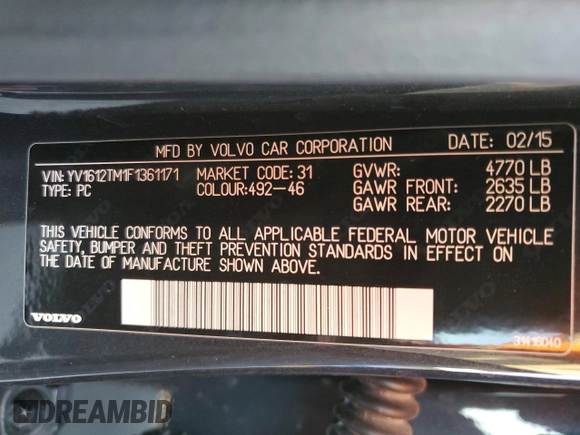 MFD BY VOLVO CAR CORPORATION DATE: 02/15
VIN: YV1612TM1F1361171 MARKET CODE: 31 GVWR: 4770 LB
TYPE: PC COLOUR:492-46 GAWR FRONT: 2635 LB
GAWR REAR: 2270 LB
THIS VEHICLE CONFORMS TO ALL APPLICABLE FEDERAL MOTOR VEHICLE
SAFETY, BUMPER AND THEFT PREVENTION STANDARDS IN EFFECT ON
THE DATE OF MANUFACTURE SHOWN ABOVE.
VOLVO 31416040
DREAMBID